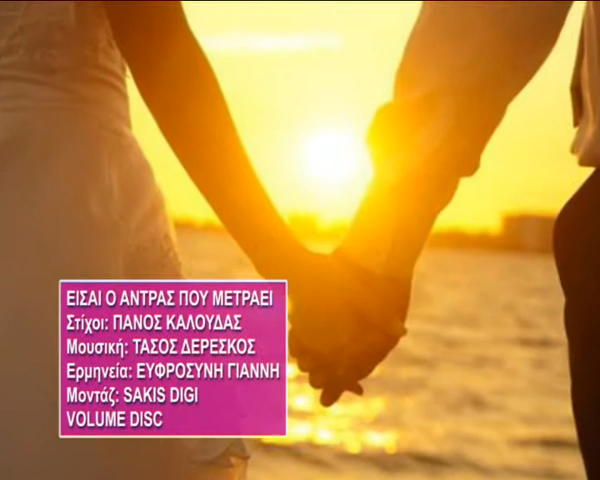 ΕΙΣΑΙ Ο ΑΝΤΡΑΣ ΠΟΥ ΜΕΤΡΑΕΙ
Στίχοι: ΠΑΝΟΣ ΚΑΛΟΥΔΑΣ
Μουσική: ΤΑΣΟΣ ΔΕΡΕΣΚΟΣ
Ερμηνεία: ΕΥΦΡΟΣΥΝΗ ΓΙΑΝΝΗ
Μοντάζ: SAKIS DIGI
VOLUME DISC